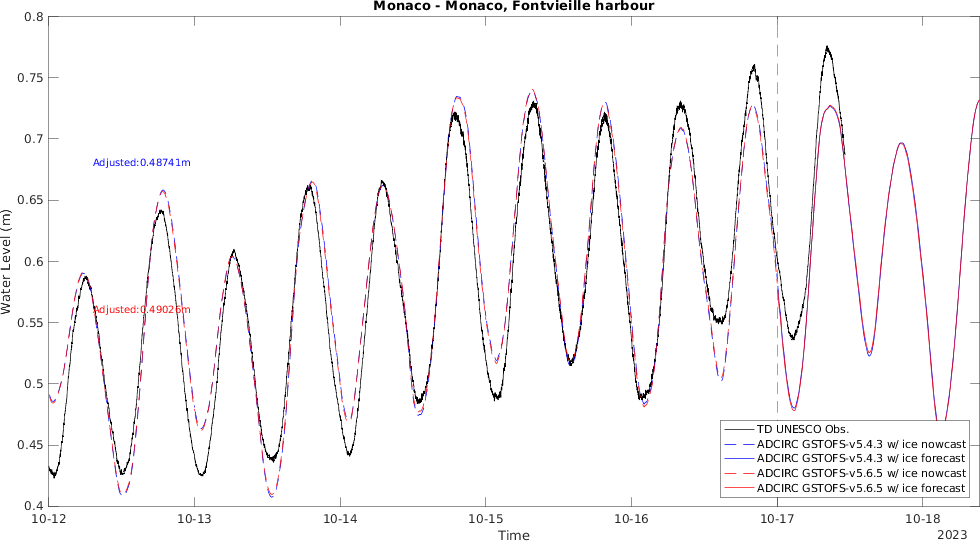 Monaco - Monaco, Fontvieille harbour
0.8
0.75
0.7
0.65
0.6
0.55
0.5
0.45
0.4
Water Level (m)
Adjusted:0.48741m
Adjusted:0.49026m
TD UNESCO Obs.
ADCIRC GSTOFS-v5.4.3 w/ ice nowcast
ADCIRC GSTOFS-v5.4.3 w/ ice forecast
ADCIRC GSTOFS-v5.6.5 w/ ice nowcast
ADCIRC GSTOFS-v5.6.5 w/ ice forecast
10-12 10-13 10-14 10-15 10-16 10-17 10-18
Time
2023